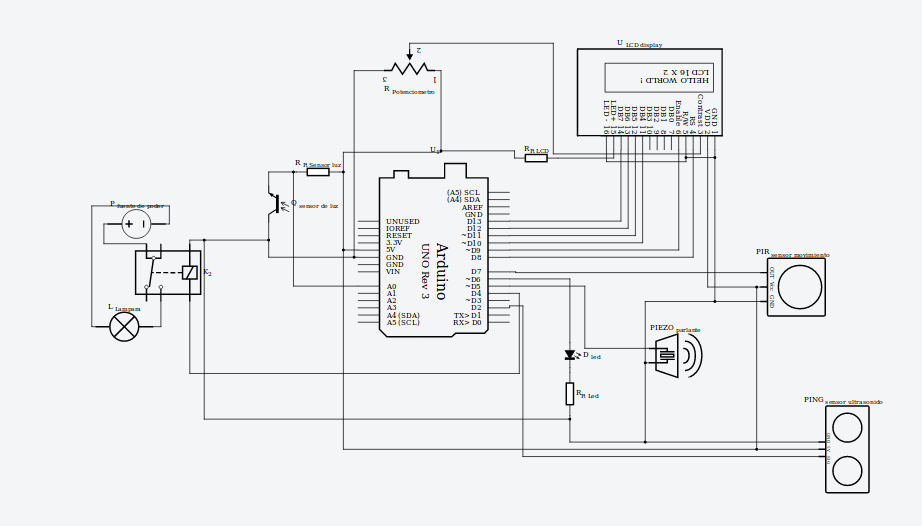 U LCD display
2
LCD 16 X 2
HELLO WORLD !
3
1
R Potenciometro
LED - 16
LED+ 15
DB7 14
DB6 13
DB5 12
DB4 11
DB3 10
DB2 9
DB1 8
DB0 7
Enable 6
R/W 5
RS 4
Contrast 3
VDD 2
GND 1
R R Sensor luz
R R LCD
Q sensor de luz
P fuente de poder
K2
L Lampara
UNUSED
IOREF
RESET
3.3V
5V
GND
GND
VIN
A0
A1
A2
A3
A4 (SDA)
A5 (SCL)
Arduino
UNO Rev 3
(A5) SCL
(A4) SDA
AREF
GND
D13
D12
~D11
~D10
~D9
D8
D7
~D6
~D5
D4
~D3
D2
TX> D1
RX> D0
PIR sensor movimiento
OUT
Vcc
GND
PIEZO parlante
D led
R R Led
PING sensor ultrasonido
GND
5V
SIG